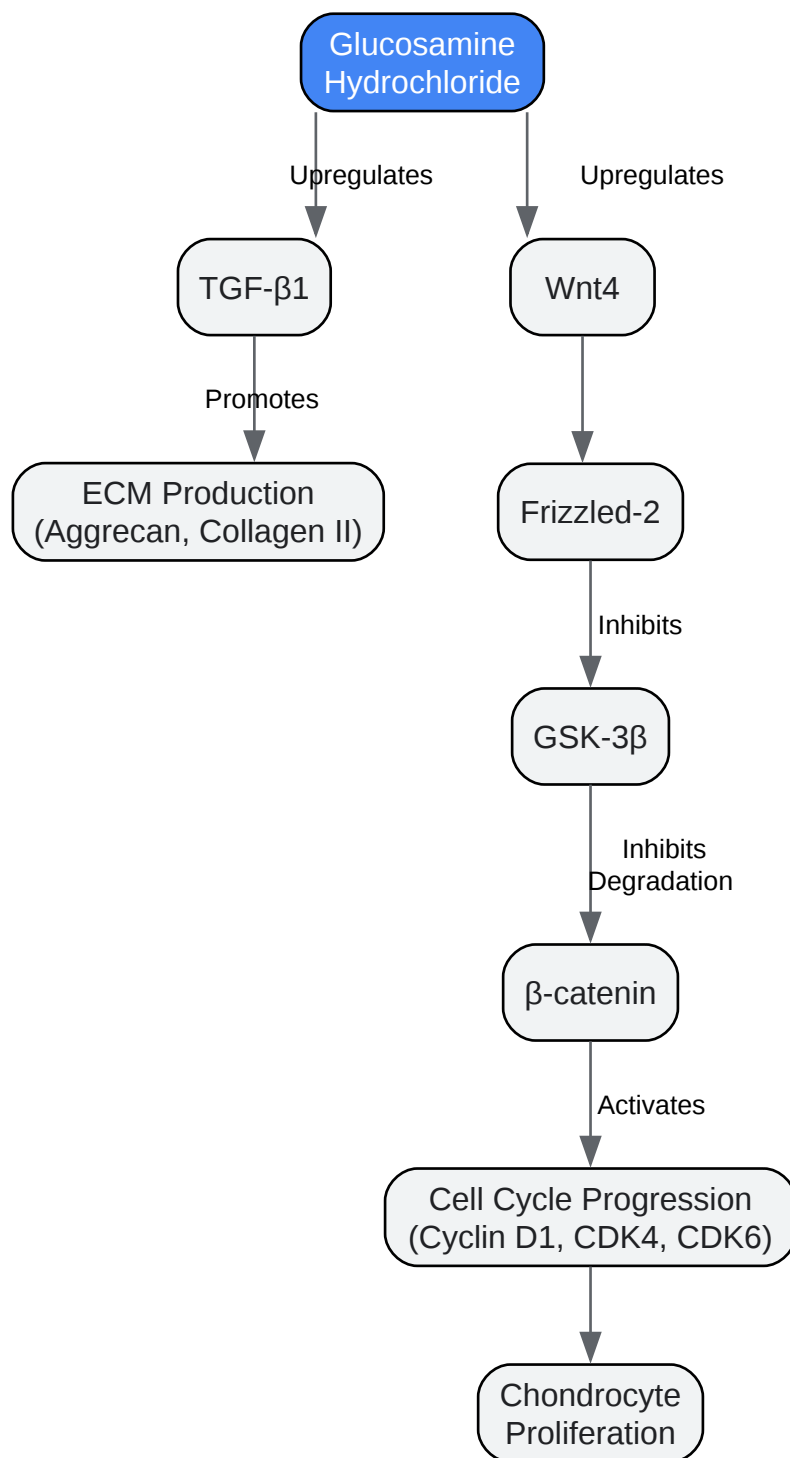 Glucosamine
Hydrochloride
Upregulates
Upregulates
TGF-β1
Wnt4
Promotes
ECM Production
(Aggrecan, Collagen II)
Frizzled-2
Inhibits
GSK-3β
Inhibits
Degradation
β-catenin
Activates
Cell Cycle Progression
(Cyclin D1, CDK4, CDK6)
Chondrocyte
Proliferation